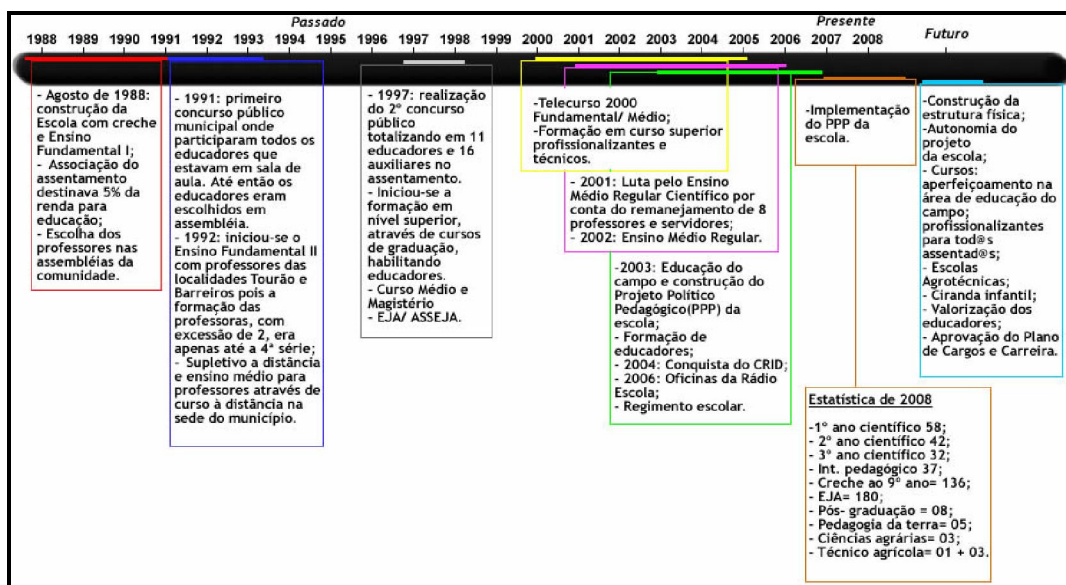 Passado
Presente
Futuro
1988 1989 1990 1991 1992 1993 1994 1995 1996 1997 1998 1999 2000 2001 2002 2003 2004 2005 2006 2007 2008
- Agosto de 1988:
construção da
Escola com creche e
Ensino
Fundamental I;
- Associação do
assentamento
destinava 5% da
renda para
educação;
- Escolha dos
professores nas
assembléias da
comunidade.
- 1991: primeiro
concurso público
municipal onde
participaram todos os
educadores que
estavam em sala de
aula. Até então os
educadores eram
escolhidos em
assembléia.
- 1992: iniciou-se o
Ensino Fundamental II
com professores das
localidades Tourão e
Barreiros pois a
formação das
professoras, com
excessão de 2, era
apenas até a 4ª série;
- Supletivo a distância
e ensino médio para
professores através de
curso à distância na
sede do município.
- 1997: realização
do 2º concurso
público
totalizando em 11
educadores e 16
auxiliares no
assentamento.
- Iniciou-se a
formação em
nível superior,
através de cursos
de graduação,
habilitando
educadores.
- Curso Médio e
Magistério
- EJA/ ASSEJA.
-Telecurso 2000
Fundamental/ Médio;
-Formação em curso superior
profissionalizantes e
técnicos.
- 2001: Luta pelo Ensino
Médio Regular Científico por
conta do remanejamento de 8
professores e servidores;
- 2002: Ensino Médio Regular.
-2003: Educação do
campo e construção do
Projeto Político
Pedagógico(PPP) da
escola;
- Formação de
educadores;
- 2004: Conquista do CRID;
- 2006: Oficinas da Rádio
Escola;
- Regimento escolar.
-Implementação
do PPP da
escola.
Estatística de 2008
-1º ano científico 58;
- 2º ano científico 42;
- 3º ano científico 32;
- Int. pedagógico 37;
- Creche ao 9º ano= 136;
- EJA= 180;
- Pós- graduação = 08;
- Pedagogia da terra= 05;
- Ciências agrárias= 03;
- Técnico agrícola= 01 + 03.
-Construção da
estrutura física;
-Autonomia do
projeto
da escola;
- Cursos:
aperfeiçoamento na
área de educação do
campo;
profissionalizantes
para tod@s
assentad@s;
- Escolas
Agrotécnicas;
- Ciranda infantil;
- Valorização dos
educadores;
- Aprovação do Plano
de Cargos e Carreira.